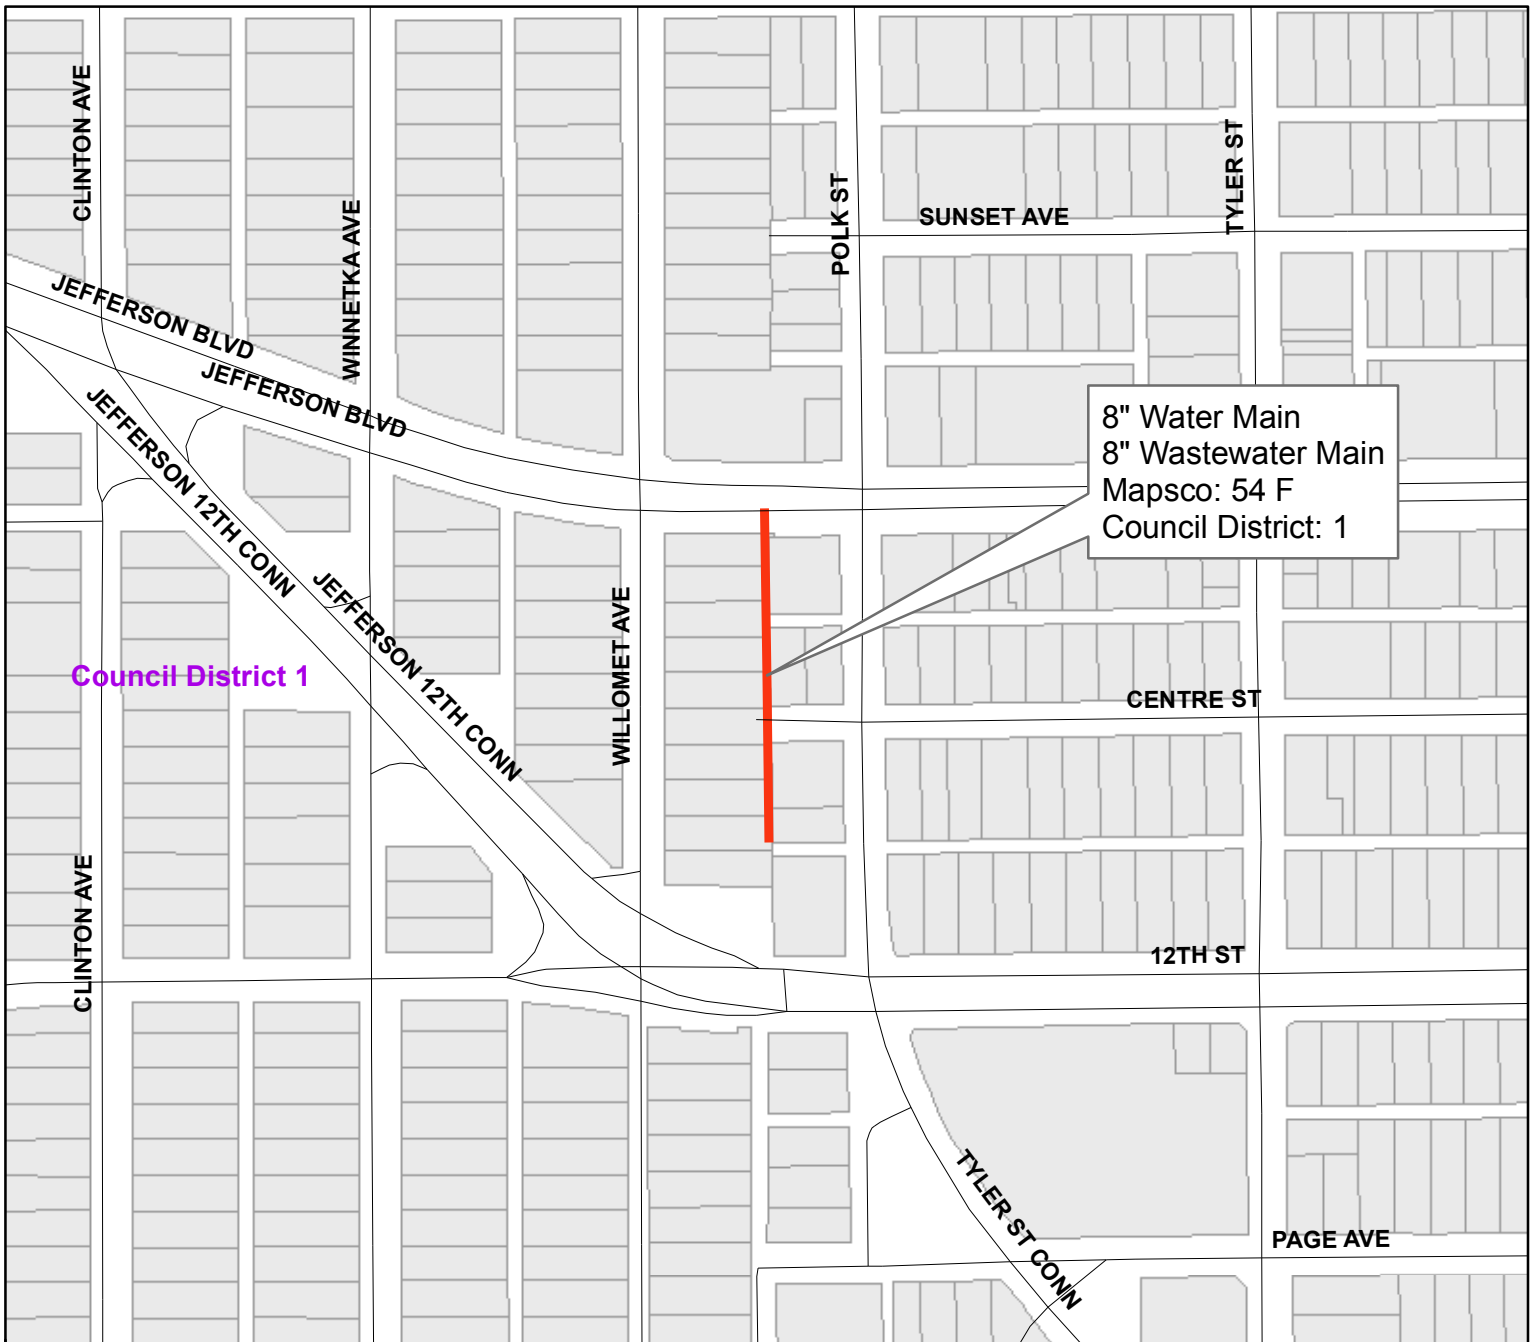 CLINTON AVE
TYLER ST
POLK ST
WINNETKA AVE
SUNSET AVE
JEFFERSON BLVD
JEFFERSON BLVD
JEFFERSON 12TH CONN
8" Water Main
8" Wastewater Main
Mapsco: 54 F
Council District: 1
JEFFERSON 12TH CONN
WILLOMET AVE
Council District 1
CENTRE ST
CLINTON AVE
12TH ST
TYLER ST CONN
PAGE AVE